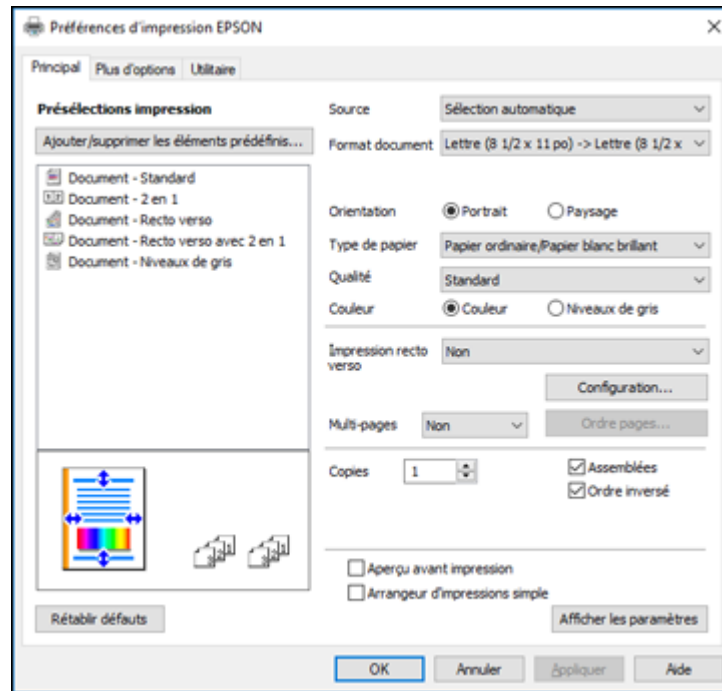 Préférences d'impression EPSON
Principal Plus d'options Utilitaire
Présélections impression
Ajouter/supprimer les éléments prédéfinis...
Document - Standard
Document - 2 en 1
Document - Recto verso
Document - Recto verso avec 2 en 1
Document - Niveaux de gris
Rétablir défauts
Source Sélection automatique
Format document Lettre (8 1/2 x 11 po) -> Lettre (8 1/2 x
Orientation Portrait Paysage
Type de papier Papier ordinaire/Papier blanc brillant
Qualité Standard
Couleur Couleur Niveaux de gris
Impression recto verso Non
Configuration...
Multi-pages Non Ordre pages...
Copies 1 Assemblées
Ordre inversé
Aperçu avant impression
Arrangeur d'impressions simple
Afficher les paramètres
OK Annuler Appliquer Aide